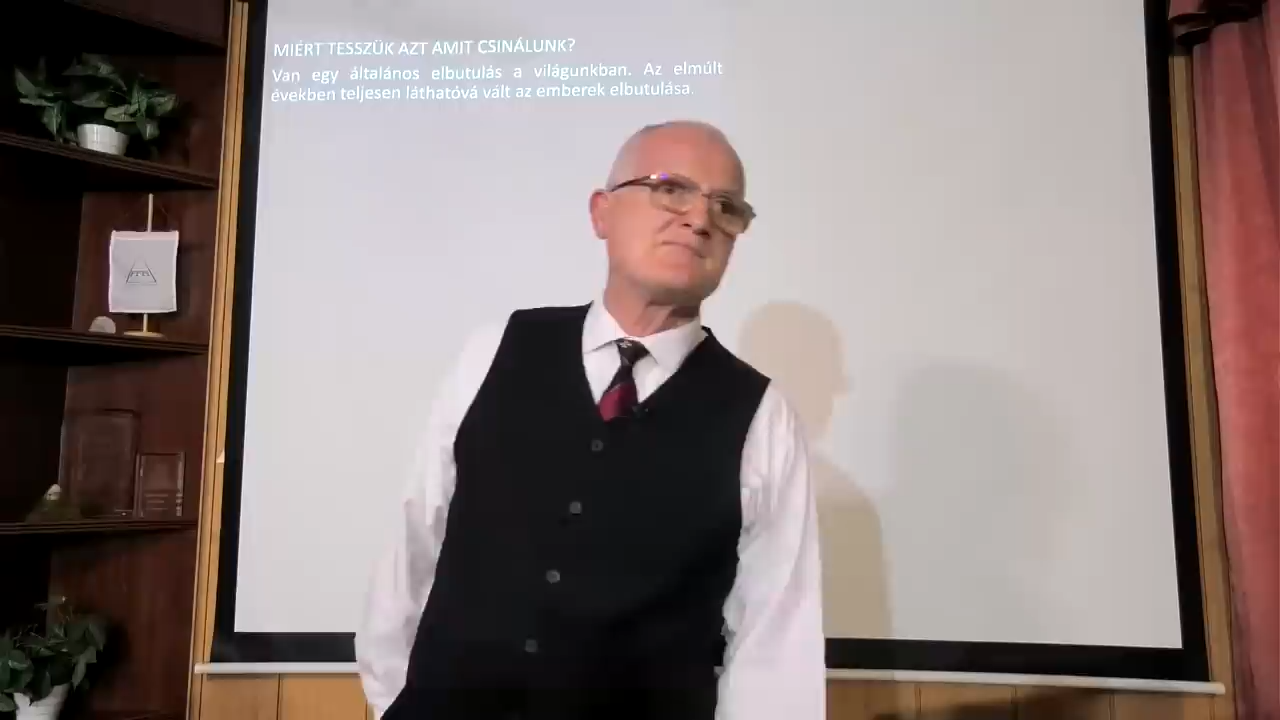 MIÉRT TESSZÜK AZT AMIT CSINÁLUNK?
Van egy általános elbutulás a világunkban. Az elmúlt
években teljesen láthatóvá vált az emberek elbutulása.